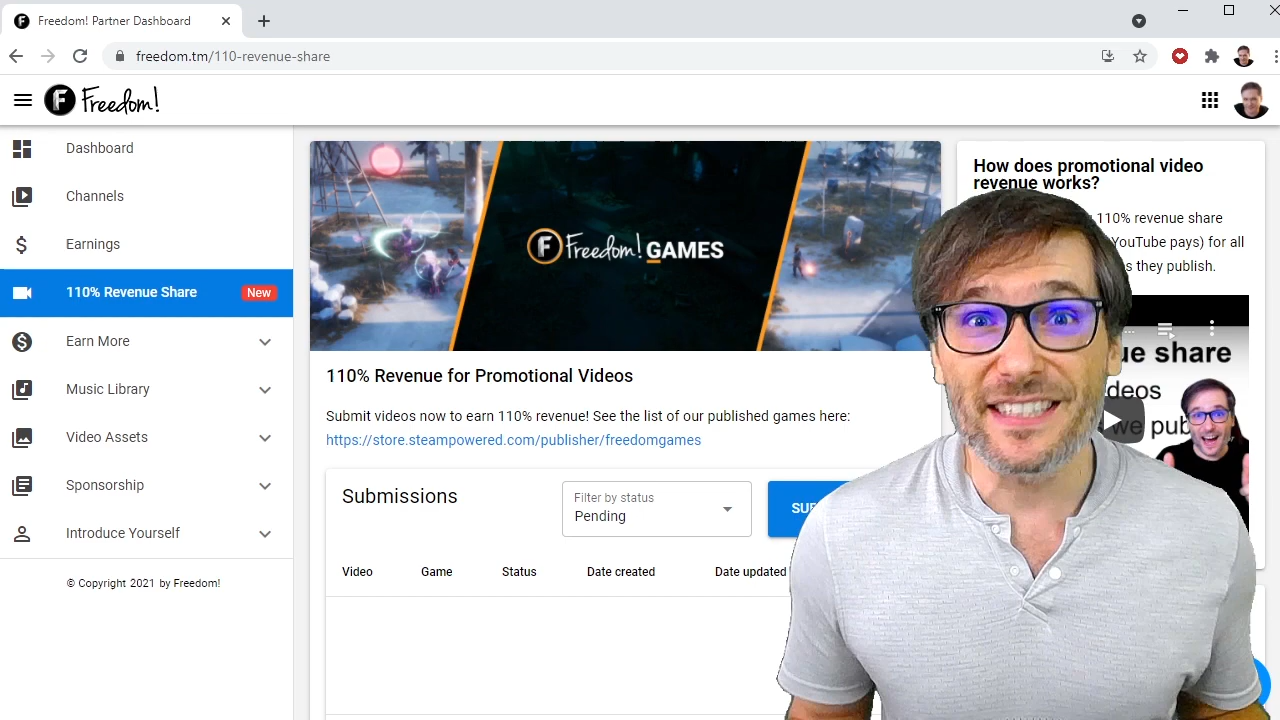 Freedom! Partner Dashboard
freedom.tm/110-revenue-share
F Freedom!
Dashboard
Channels
Earnings
110% Revenue Share New
Earn More
Music Library
Video Assets
Sponsorship
Introduce Yourself
© Copyright 2021 by Freedom!
F Freedom! GAMES
110% Revenue for Promotional Videos
Submit videos now to earn 110% revenue! See the list of our published games here:
https://store.steampowered.com/publisher/freedomgames
Submissions
Filter by status
Pending
Video Game Status Date created Date updated
How does promotional video
revenue works?
110% revenue share
YouTube pays) for all
they publish.
share
we